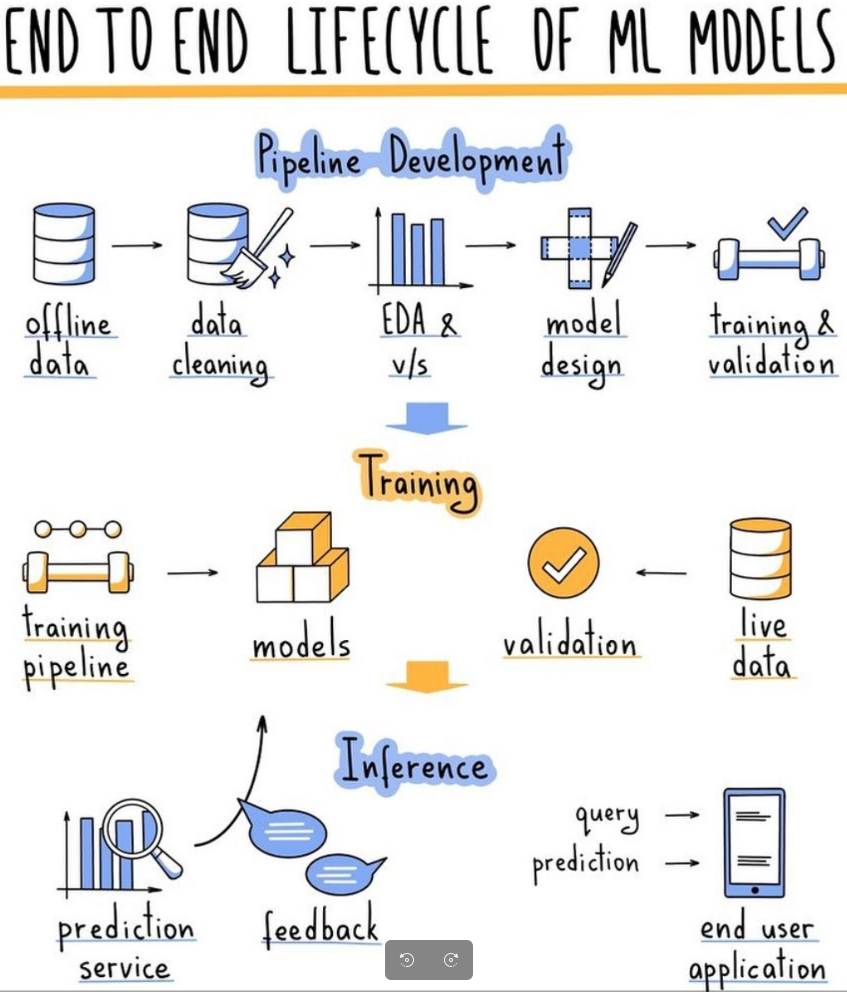 END TO END LIFECYCLE OF ML MODELS
Pipeline Development
offline
data
data
cleaning
EDA &
v/s
model
design
training &
validation
Training
training
pipeline
models
validation
live
data
Inference
prediction
service
feedback
query
prediction
end user
application